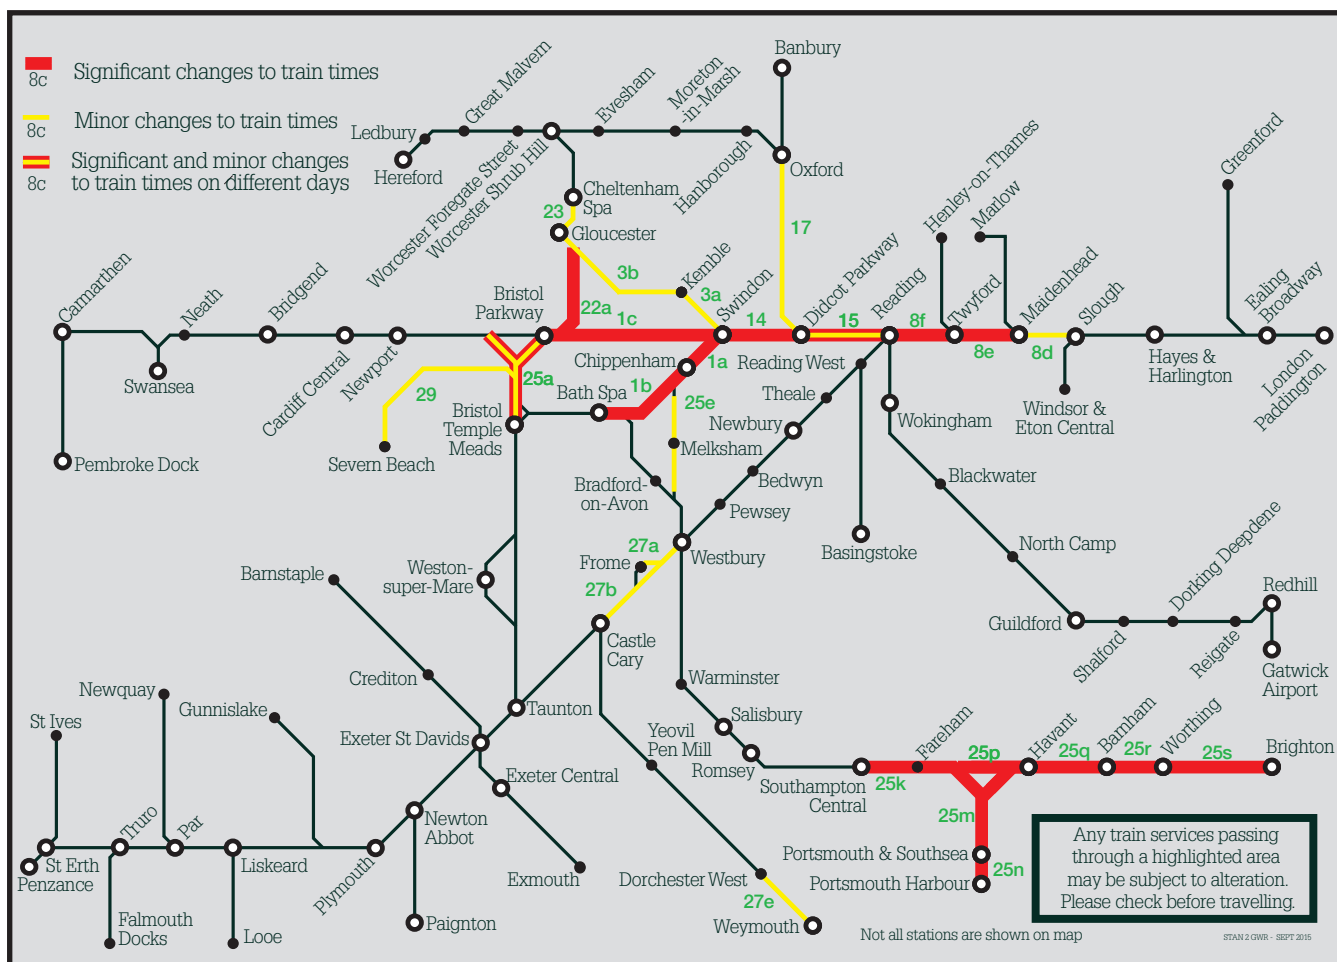 8c
Significant changes to train times
8c
Minor changes to train times
8c
Significant and minor changes
to train times on different days
Banbury
Great Malvern
Evesham
Moreton
-in-Marsh
Ledbury
Hereford
Worcester Foregate Street
Worcester Shrub Hill
Hanborough
Oxford
Henley-on-Thames
Marlow
Greenford
Cheltenham
Spa
23
Gloucester
17
3b
Kemble
3a
Swindon
Didcot Parkway
Reading
Twyford
Maidenhead
Slough
Ealing
Broadway
Carmarthen
Neath
Bridgend
Bristol
Parkway
22a
1c
14
15
8f
8e
8d
Swansea
Cardiff Central
Newport
Chippenham
1a
Reading West
Hayes &
Harlington
London
Paddington
29
25a
Bath Spa
1b
25e
Theale
Windsor &
Eton Central
Bristol
Temple
Meads
Newbury
Wokingham
Pembroke Dock
Severn Beach
Melksham
Bradford-
on-Avon
Bedwyn
Pewsey
Blackwater
Basingstoke
North Camp
Westbury
27a
Frome
27b
Weston-
super-Mare
Barnstaple
Castle
Cary
Guildford
Shalford
Dorking Deepdene
Reigate
Redhill
Gatwick
Airport
Crediton
Warminster
Newquay
Gunnislake
St Ives
Taunton
Salisbury
Yeovil
Pen Mill
Romsey
Exeter St Davids
Exeter Central
Southampton
Central
25k
Fareham
25p
Havant
25q
Barnham
25r
Worthing
25s
Brighton
25m
Newton
Abbot
Truro
Par
Liskeard
Plymouth
St Erth
Penzance
Exmouth
Portsmouth & Southsea
25n
Portsmouth Harbour
Dorchester West
27e
Weymouth
Falmouth
Docks
Looe
Paignton
Any train services passing
through a highlighted area
may be subject to alteration.
Please check before travelling.
Not all stations are shown on map
STAN 2 GWR - SEPT 2015